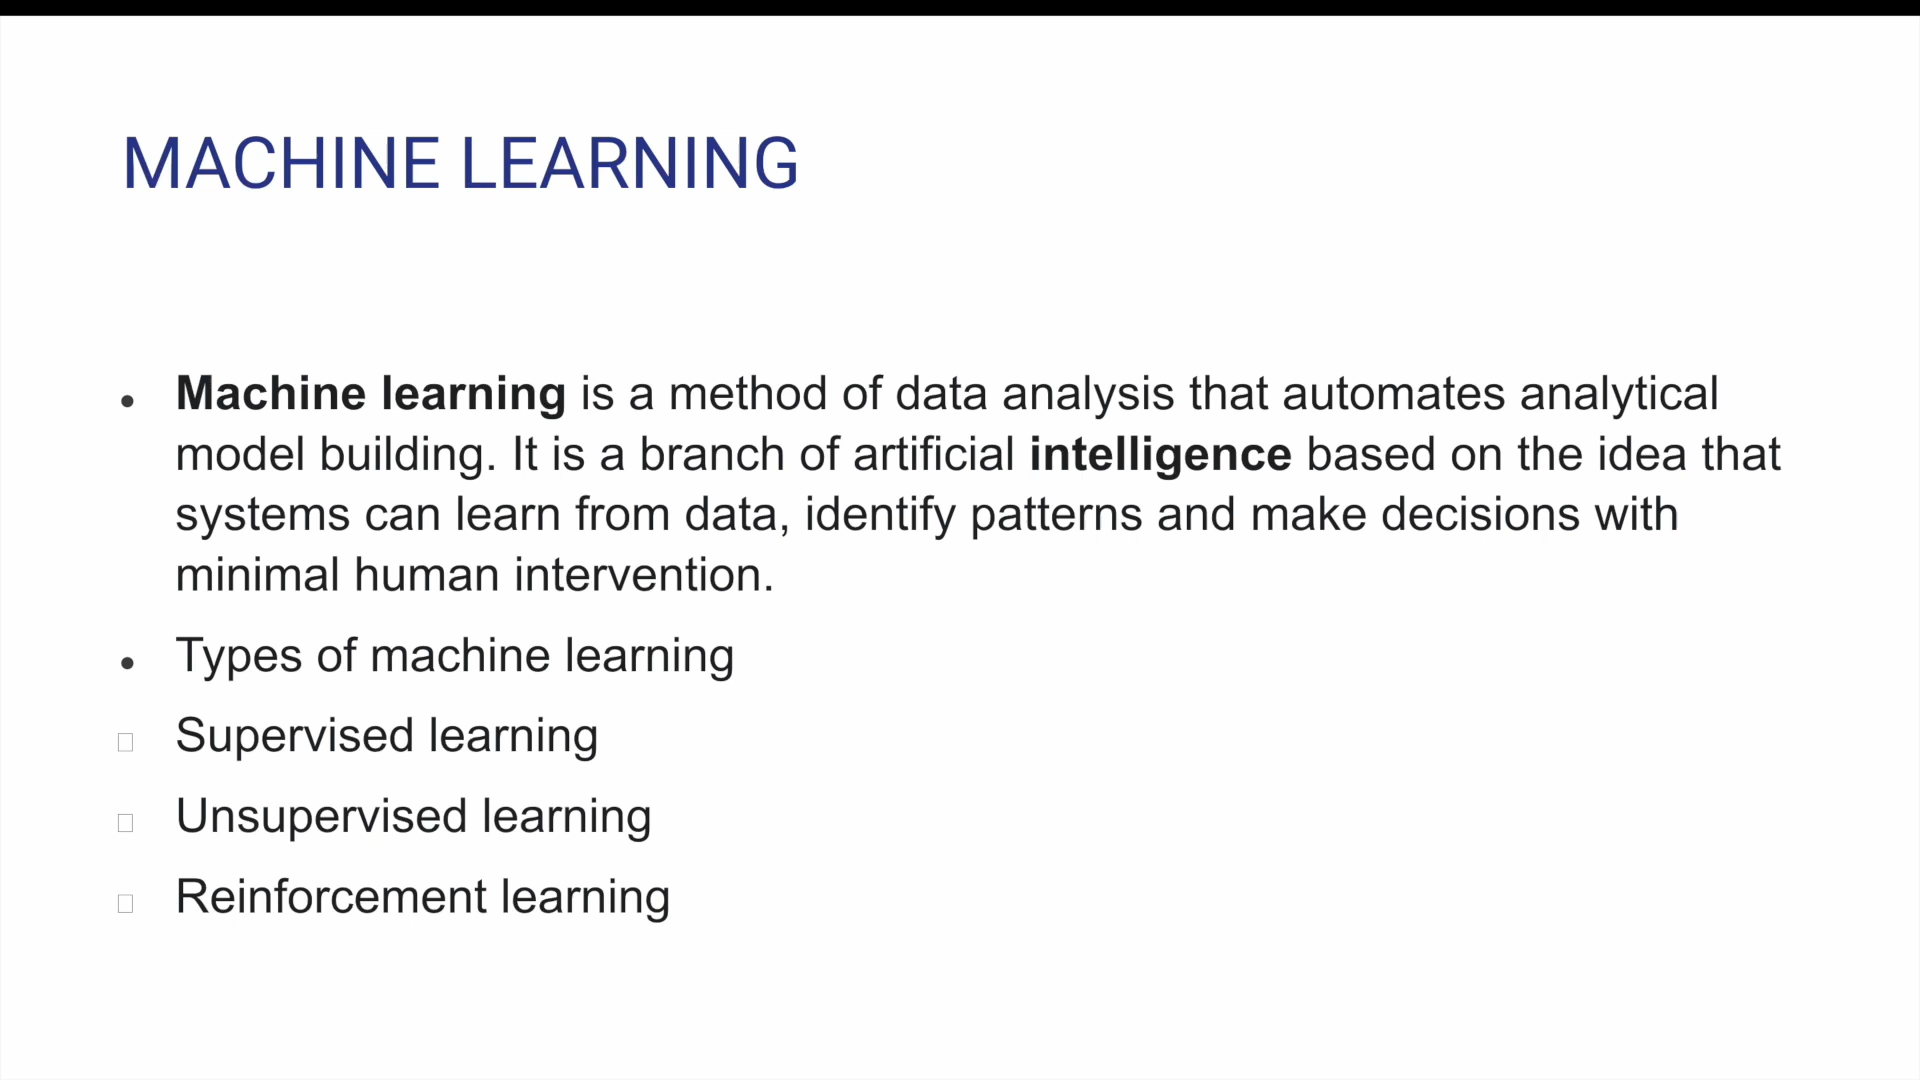 MACHINE LEARNING
• Machine learning is a method of data analysis that automates analytical
model building. It is a branch of artificial intelligence based on the idea that
systems can learn from data, identify patterns and make decisions with
minimal human intervention.
• Types of machine learning
Supervised learning
Unsupervised learning
Reinforcement learning